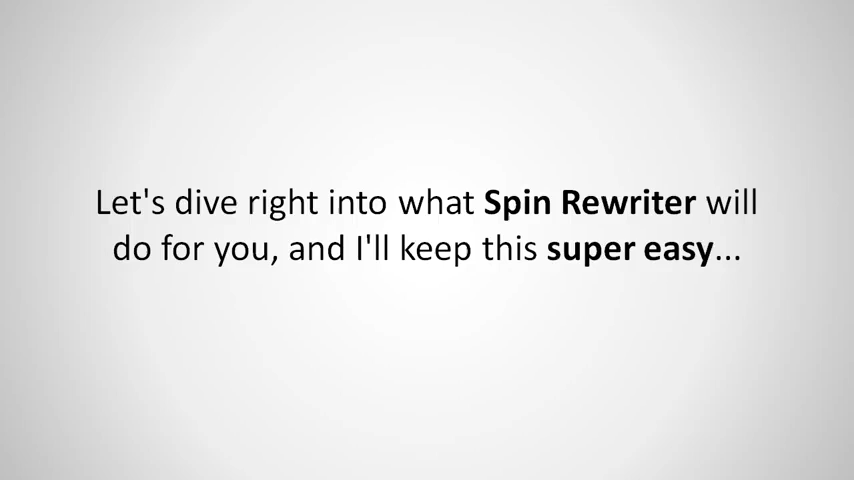 Let's dive right into what Spin Rewriter will
do for you, and I'll keep this super easy...